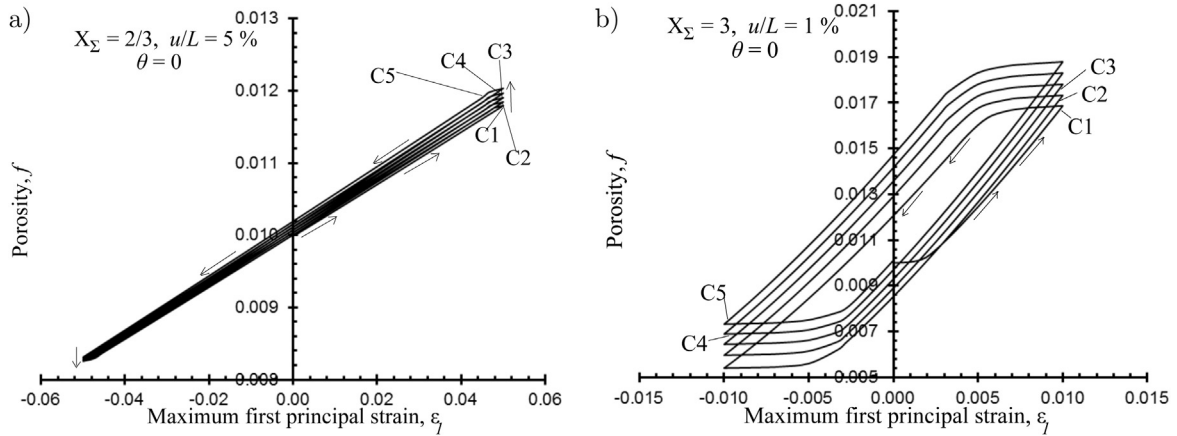 a)
X_Σ = 2/3, u/L = 5 %
θ = 0
0.013
0.012
0.011
0.010
0.009
0.008
Porosity, f
C5
C4
C3
C1
C2
-0.06
-0.04
-0.02
0.00
0.02
0.04
0.06
Maximum first principal strain, ε_I
b)
X_Σ = 3, u/L = 1 %
θ = 0
0.021
0.019
0.017
0.015
0.013
0.011
0.009
0.007
0.005
Porosity, f
C3
C2
C1
C5
C4
-0.015
-0.010
-0.005
0.000
0.005
0.010
0.015
Maximum first principal strain, ε_I